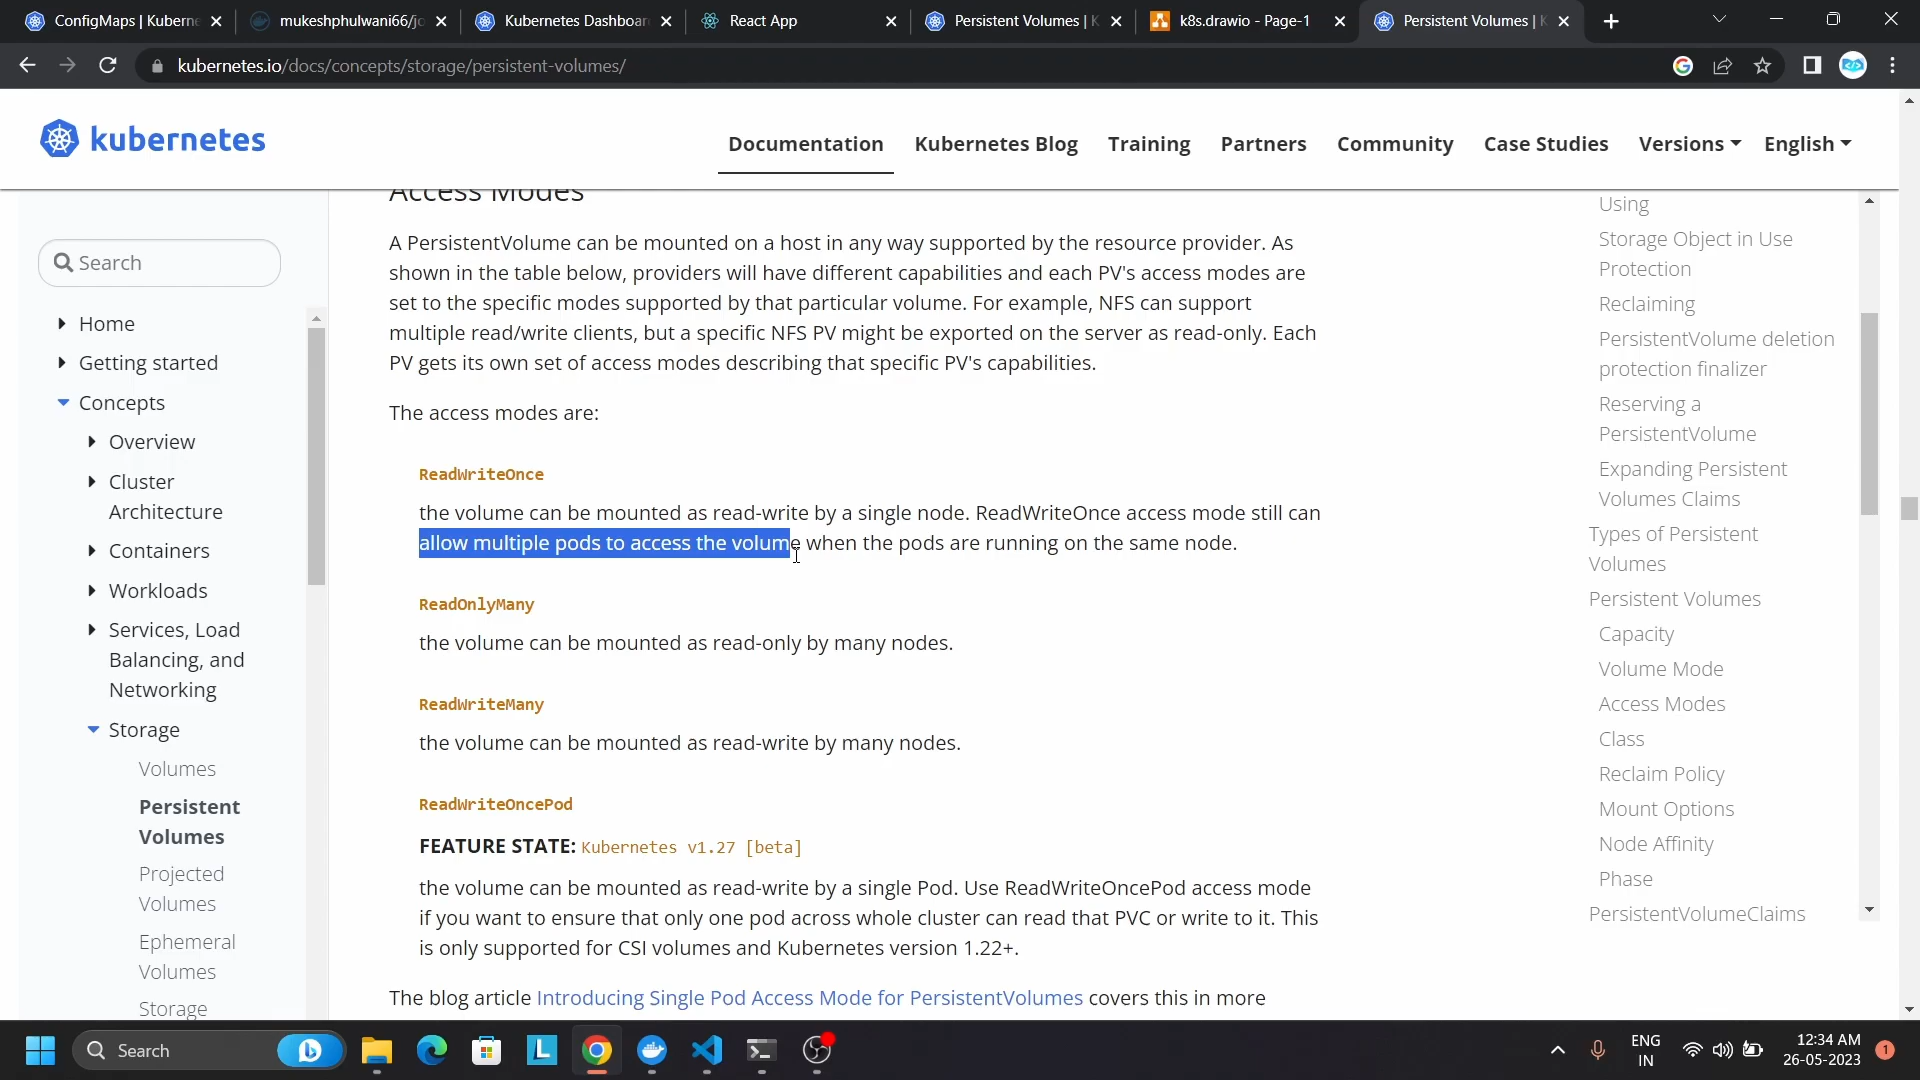 ConfigMaps | Kuberne
mukeshphulwani66/jo
Kubernetes Dashboar
React App
Persistent Volumes | K
k8s.drawio - Page-1
Persistent Volumes | K
kubernetes.io/docs/concepts/storage/persistent-volumes/
kubernetes
Documentation
Kubernetes Blog
Training
Partners
Community
Case Studies
Versions
English
Search
Home
Getting started
Concepts
Overview
Cluster
Architecture
Containers
Workloads
Services, Load
Balancing, and
Networking
Storage
Volumes
Persistent
Volumes
Projected
Volumes
Ephemeral
Volumes
Storage
Access Modes
A PersistentVolume can be mounted on a host in any way supported by the resource provider. As
shown in the table below, providers will have different capabilities and each PV's access modes are
set to the specific modes supported by that particular volume. For example, NFS can support
multiple read/write clients, but a specific NFS PV might be exported on the server as read-only. Each
PV gets its own set of access modes describing that specific PV's capabilities.
The access modes are:
ReadWriteOnce
the volume can be mounted as read-write by a single node. ReadWriteOnce access mode still can
allow multiple pods to access the volume when the pods are running on the same node.
ReadOnlyMany
the volume can be mounted as read-only by many nodes.
ReadWriteMany
the volume can be mounted as read-write by many nodes.
ReadWriteOncePod
FEATURE STATE: Kubernetes v1.27 [beta]
the volume can be mounted as read-write by a single Pod. Use ReadWriteOncePod access mode
if you want to ensure that only one pod across whole cluster can read that PVC or write to it. This
is only supported for CSI volumes and Kubernetes version 1.22+.
The blog article Introducing Single Pod Access Mode for PersistentVolumes covers this in more
Using
Storage Object in Use
Protection
Reclaiming
PersistentVolume deletion
protection finalizer
Reserving a
PersistentVolume
Expanding Persistent
Volumes Claims
Types of Persistent
Volumes
Persistent Volumes
Capacity
Volume Mode
Access Modes
Class
Reclaim Policy
Mount Options
Node Affinity
Phase
PersistentVolumeClaims
Search
L
ENG
IN
12:34 AM
26-05-2023
1